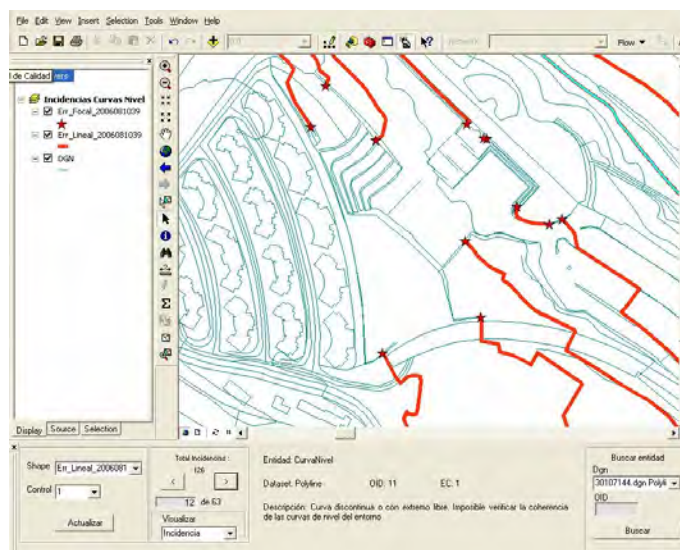 File Edit View Insert Selection Tools Window Help
Flow
l de Calidad
Incidencias Curvas Nivel
Err_Focal_2006081039
Err_Lineal_2006081039
DGN
Display Source Selection
Shape Err_Lineal_2006081
Control 1
Actualizar
Total Incidencias :
126
< >
12 de 63
Visualizar
Incidencia
Entidad: CurvaNivel
Dataset: Polyline OID: 11 EC: 1
Descripción: Curva discontinua o con extremo libre. Imposible verificar la coherencia
de las curvas de nivel del entorno
Buscar entidad
Dgn
30107144.dgn Polyli
OID
Buscar